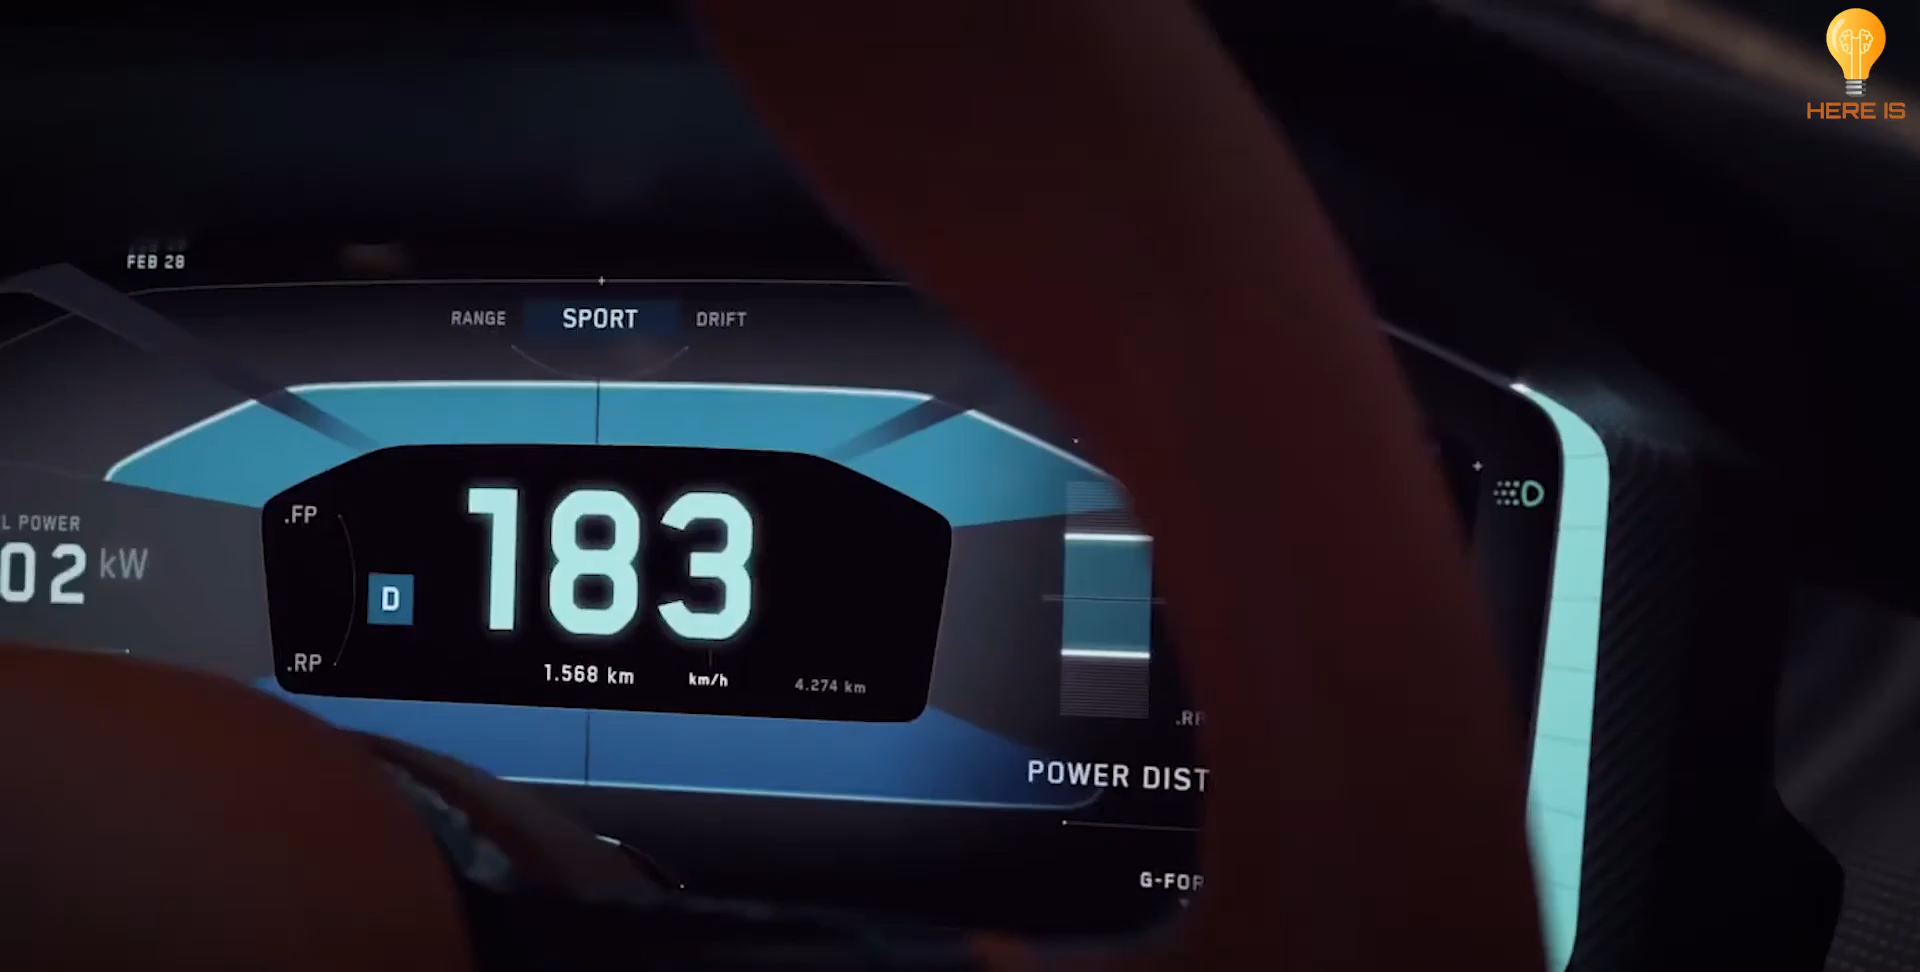 HERE IS
FEB 28
RANGE SPORT DRIFT
L POWER
02 kW
.FP
D
183
.RP
1.568 km
km/h
4.274 km
.RP
POWER DIST
G-FOR